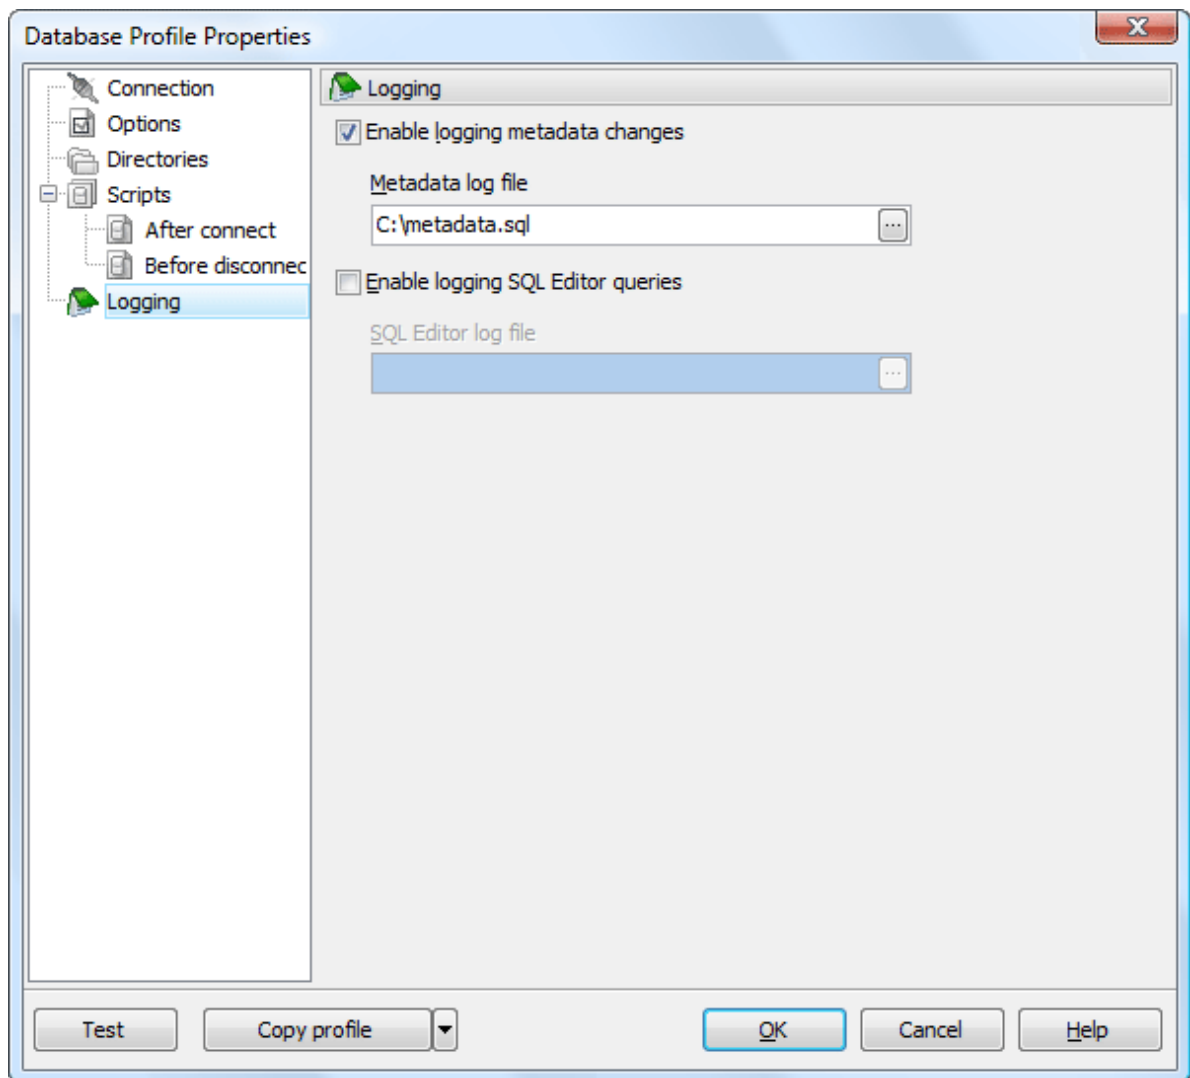 Database Profile Properties
Connection
Options
Directories
Scripts
After connect
Before disconnec
Logging
Logging
Enable logging metadata changes
Metadata log file
C:\metadata.sql
...
Enable logging SQL Editor queries
SQL Editor log file
...
Test
Copy profile
OK
Cancel
Help